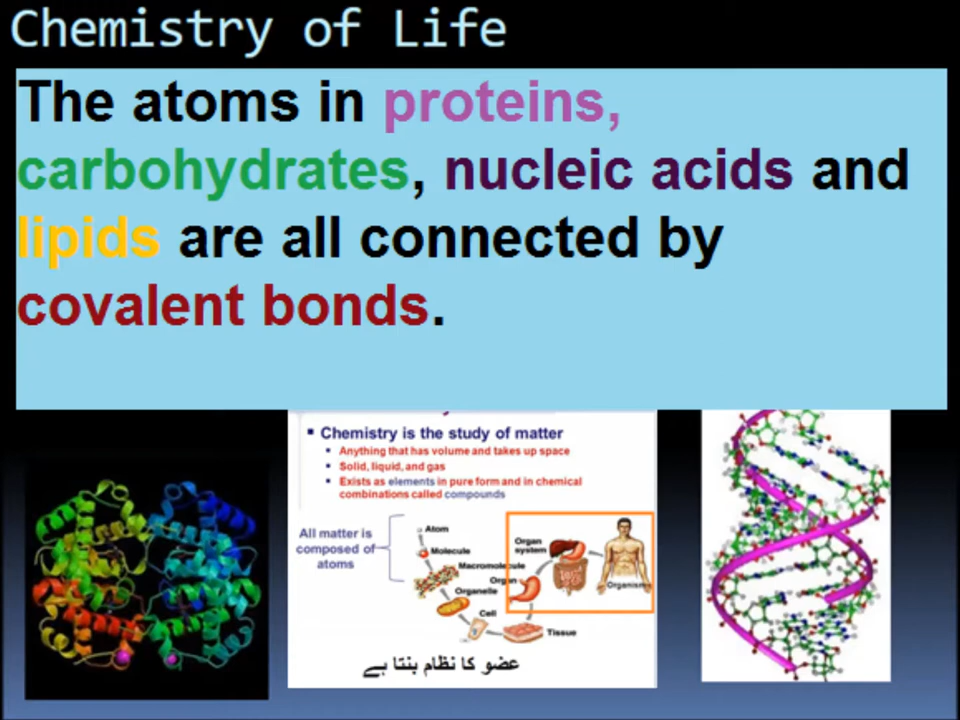 Chemistry of Life
The atoms in proteins,
carbohydrates, nucleic acids and
lipids are all connected by
covalent bonds.
▪ Chemistry is the study of matter
▪ Anything that has volume and takes up space
▪ Solid, liquid, and gas
▪ Exists as elements in pure form and in chemical
combinations called compounds
All matter is
composed of
atoms
Atom
Molecule
Macromolecule
Organelle
Cell
Tissue
Organ
Organ
system
Organism
عضو کا نظام بنتا ہے